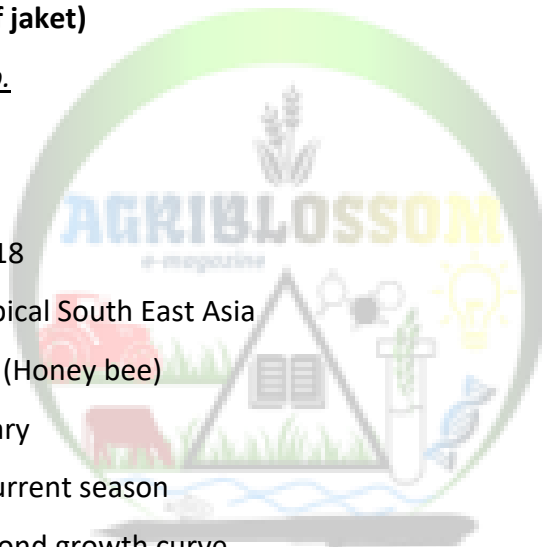 f jaket)
.
AGRIBLOSSOM
e-magazine
18
pical South East Asia
(Honey bee)
ary
urrent season
ond growth curve